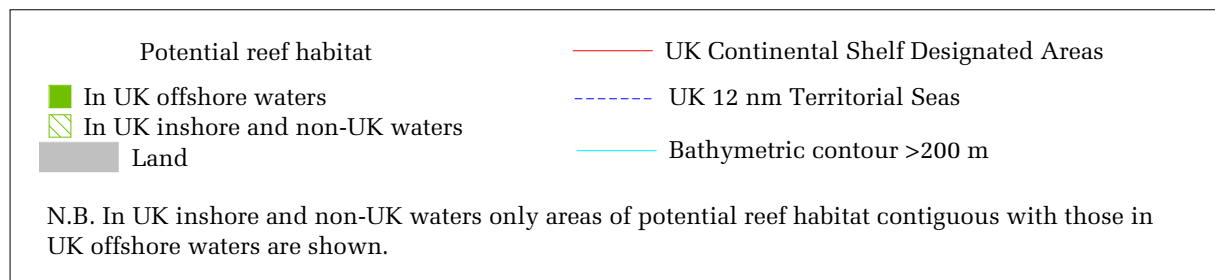 Potential reef habitat
In UK offshore waters
In UK inshore and non-UK waters
Land
UK Continental Shelf Designated Areas
UK 12 nm Territorial Seas
Bathymetric contour >200 m
N.B. In UK inshore and non-UK waters only areas of potential reef habitat contiguous with those in
UK offshore waters are shown.